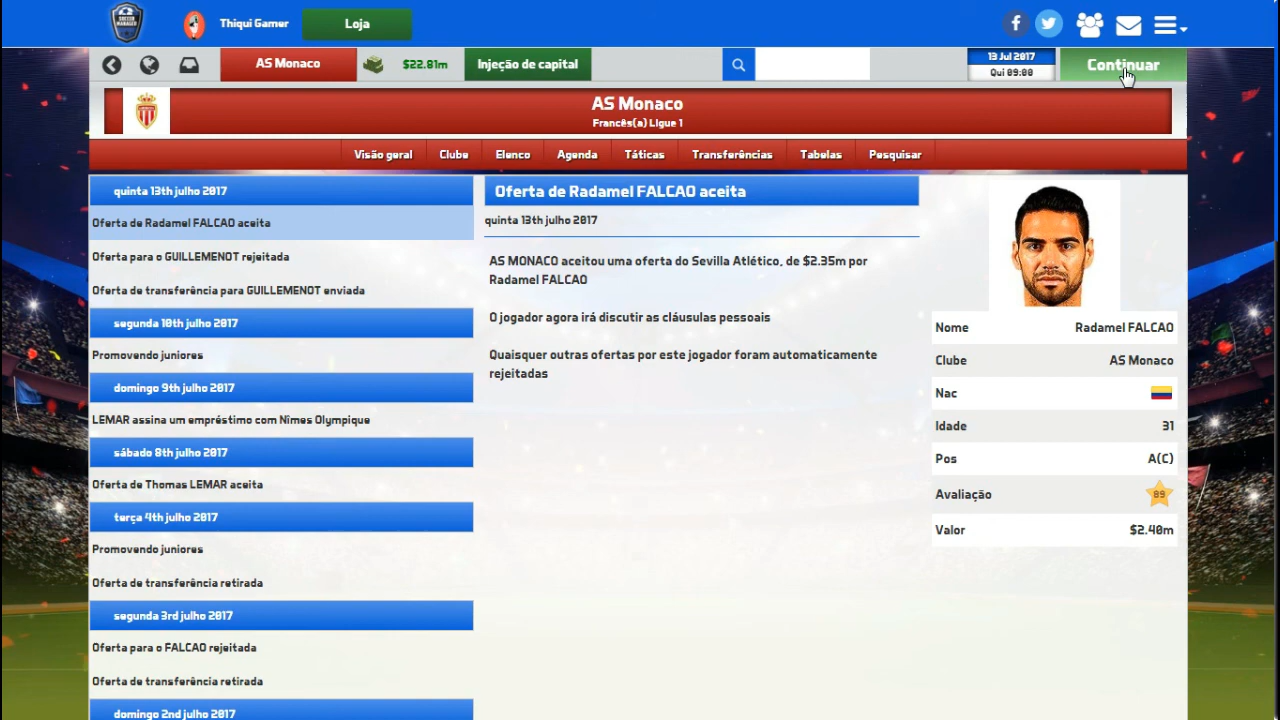 Thiqui Gamer
Loja
AS Monaco
$22.81m
Injeção de capital
13 Jul 2017
Qui 09:00
Continuar
AS Monaco
Francês(a) Ligue 1
Visão geral
Clube
Elenco
Agenda
Táticas
Transferências
Tabelas
Pesquisar
quinta 13th julho 2017
Oferta de Radamel FALCAO aceita
Oferta para o GUILLEMENOT rejeitada
Oferta de transferência para GUILLEMENOT enviada
segunda 10th julho 2017
Promovendo juniores
domingo 9th julho 2017
LEMAR assina um empréstimo com Nîmes Olympique
sábado 8th julho 2017
Oferta de Thomas LEMAR aceita
terça 4th julho 2017
Promovendo juniores
Oferta de transferência retirada
segunda 3rd julho 2017
Oferta para o FALCAO rejeitada
Oferta de transferência retirada
domingo 2nd julho 2017
Oferta de Radamel FALCAO aceita
quinta 13th julho 2017
AS MONACO aceitou uma oferta do Sevilla Atlético, de $2.35m por
Radamel FALCAO
O jogador agora irá discutir as cláusulas pessoais
Quaisquer outras ofertas por este jogador foram automaticamente
rejeitadas
Nome Radamel FALCAO
Clube AS Monaco
Nac
Idade 31
Pos A(C)
Avaliação 89
Valor $2.40m